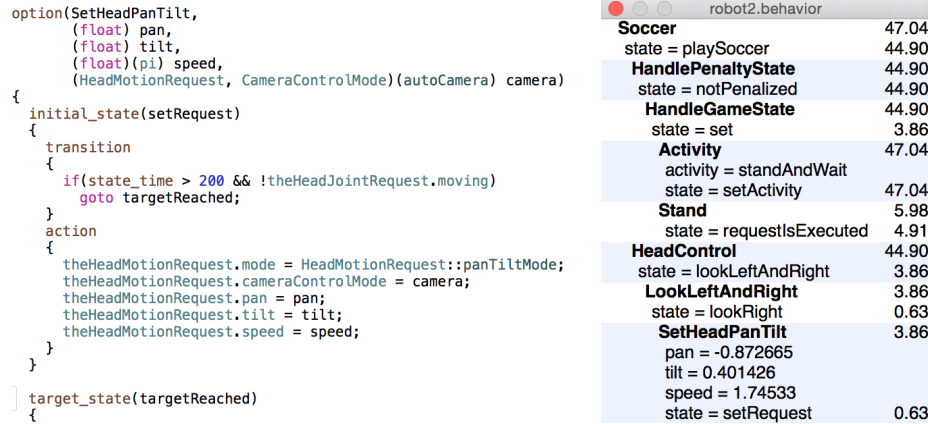 option(SetHeadPanTilt,
(float) pan,
(float) tilt,
(float)(pi) speed,
(HeadMotionRequest, CameraControlMode)(autoCamera) camera)
{
initial_state(setRequest)
{
transition
{
if(state_time > 200 && !theHeadJointRequest.moving)
goto targetReached;
}
action
{
theHeadMotionRequest.mode = HeadMotionRequest::panTiltMode;
theHeadMotionRequest.cameraControlMode = camera;
theHeadMotionRequest.pan = pan;
theHeadMotionRequest.tilt = tilt;
theHeadMotionRequest.speed = speed;
}
}
target_state(targetReached)
{
robot2.behavior
Soccer 47.04
state = playSoccer 44.90
HandlePenaltyState 44.90
state = notPenalized 44.90
HandleGameState 44.90
state = set 3.86
Activity 47.04
activity = standAndWait
state = setActivity 47.04
Stand 5.98
state = requestIsExecuted 4.91
HeadControl 44.90
state = lookLeftAndRight 3.86
LookLeftAndRight 3.86
state = lookRight 0.63
SetHeadPanTilt 3.86
pan = -0.872665
tilt = 0.401426
speed = 1.74533
state = setRequest 0.63